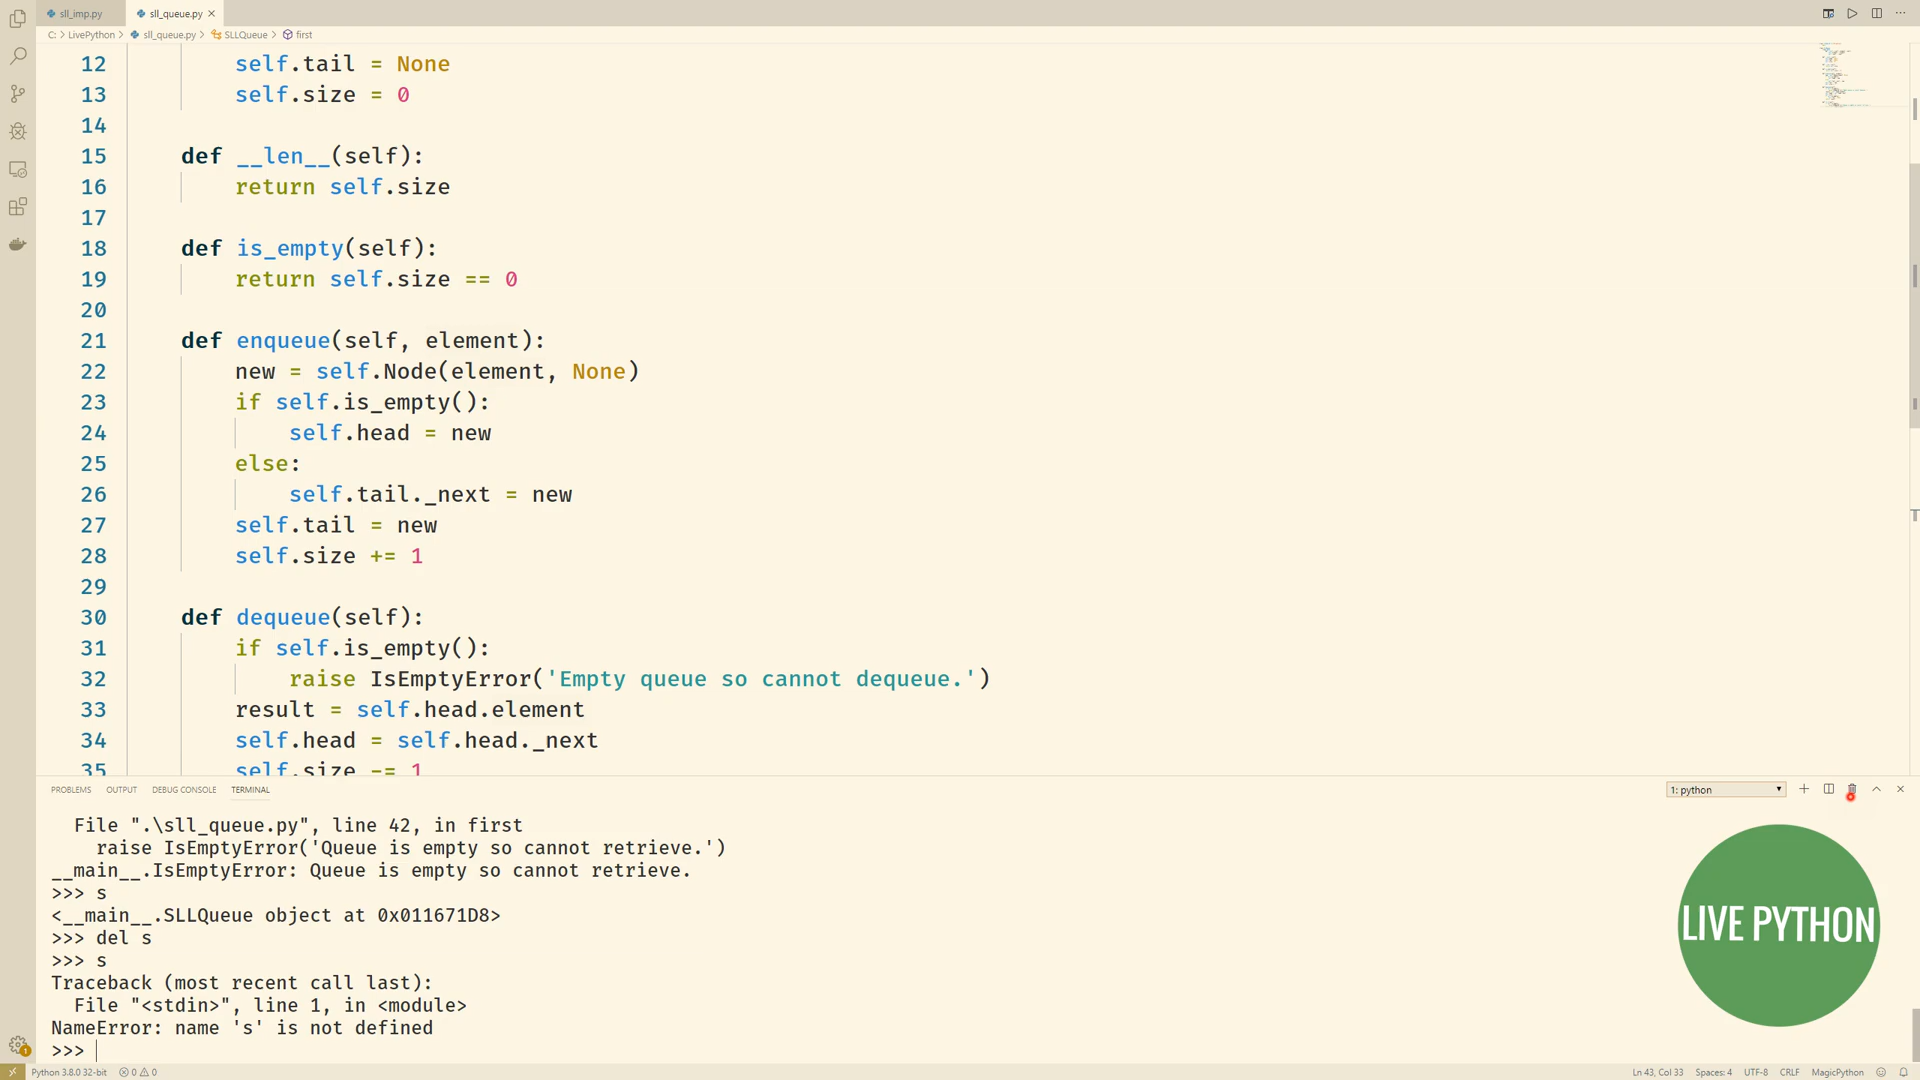 sll_imp.py
sll_queue.py
C: > LivePython > sll_queue.py > SLLQueue > first
12 self.tail = None
13 self.size = 0
14
15 def __len__(self):
16 return self.size
17
18 def is_empty(self):
19 return self.size == 0
20
21 def enqueue(self, element):
22 new = self.Node(element, None)
23 if self.is_empty():
24 self.head = new
25 else:
26 self.tail._next = new
27 self.tail = new
28 self.size += 1
29
30 def dequeue(self):
31 if self.is_empty():
32 raise IsEmptyError('Empty queue so cannot dequeue.')
33 result = self.head.element
34 self.head = self.head._next
35 self.size -= 1
PROBLEMS OUTPUT DEBUG CONSOLE TERMINAL
1: python
File ".\sll_queue.py", line 42, in first
raise IsEmptyError('Queue is empty so cannot retrieve.')
__main__.IsEmptyError: Queue is empty so cannot retrieve.
>>> s
<__main__.SLLQueue object at 0x011671D8>
>>> del s
>>> s
Traceback (most recent call last):
File "<stdin>", line 1, in <module>
NameError: name 's' is not defined
>>>
LIVE PYTHON
1
Python 3.8.0 32-bit 0 0
Ln 43, Col 33 Spaces: 4 UTF-8 CRLF MagicPython